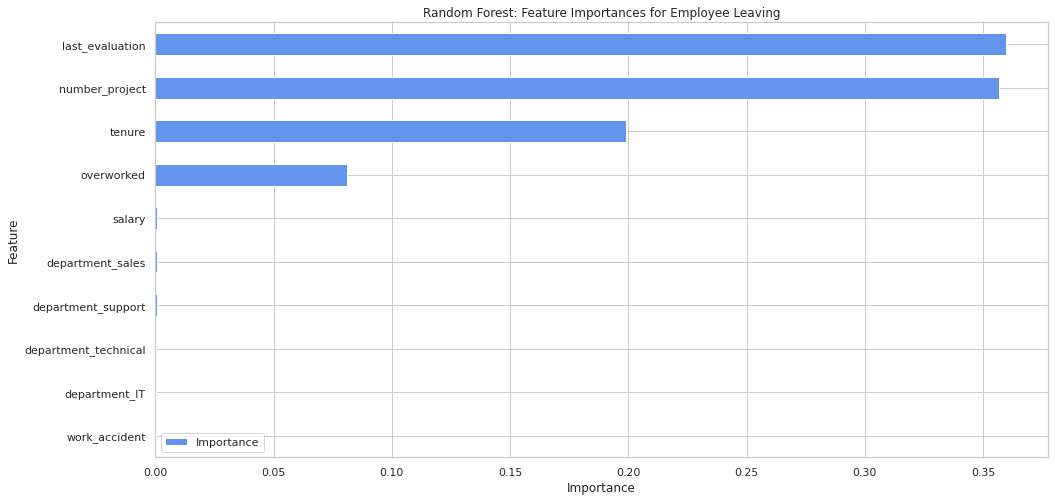 Random Forest: Feature Importances for Employee Leaving
last_evaluation
number_project
tenure
overworked
salary
department_sales
department_support
department_technical
department_IT
work_accident
Feature
Importance
0.00 0.05 0.10 0.15 0.20 0.25 0.30 0.35
Importance